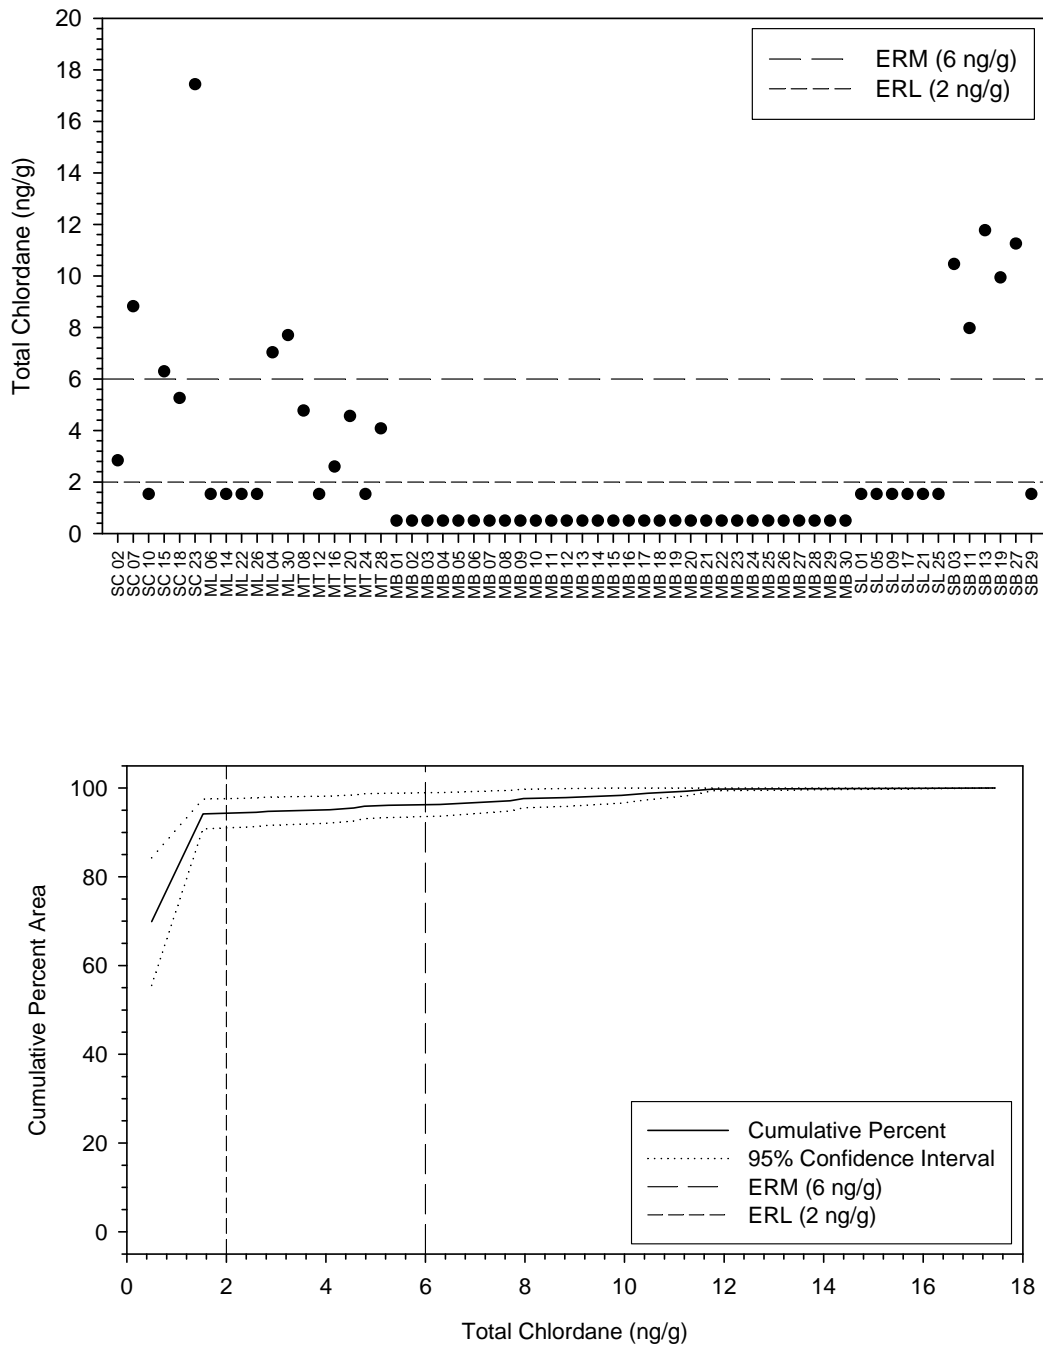 20
18
16
14
12
10
8
6
4
2
0
Total Chlordane (ng/g)
ERM (6 ng/g)
ERL (2 ng/g)
SC 02
SC 07
SC 10
SC 15
SC 18
SC 23
ML 06
ML 14
ML 22
ML 26
ML 04
ML 30
MT 08
MT 12
MT 16
MT 20
MT 24
MT 28
MB 01
MB 02
MB 03
MB 04
MB 05
MB 06
MB 07
MB 08
MB 09
MB 10
MB 11
MB 12
MB 13
MB 14
MB 15
MB 16
MB 17
MB 18
MB 19
MB 20
MB 21
MB 22
MB 23
MB 24
MB 25
MB 26
MB 27
MB 28
MB 29
MB 30
SL 01
SL 05
SL 09
SL 17
SL 21
SL 25
SB 03
SB 11
SB 13
SB 19
SB 27
SB 29
100
80
60
40
20
0
Cumulative Percent Area
Cumulative Percent
95% Confidence Interval
ERM (6 ng/g)
ERL (2 ng/g)
0 2 4 6 8 10 12 14 16 18
Total Chlordane (ng/g)